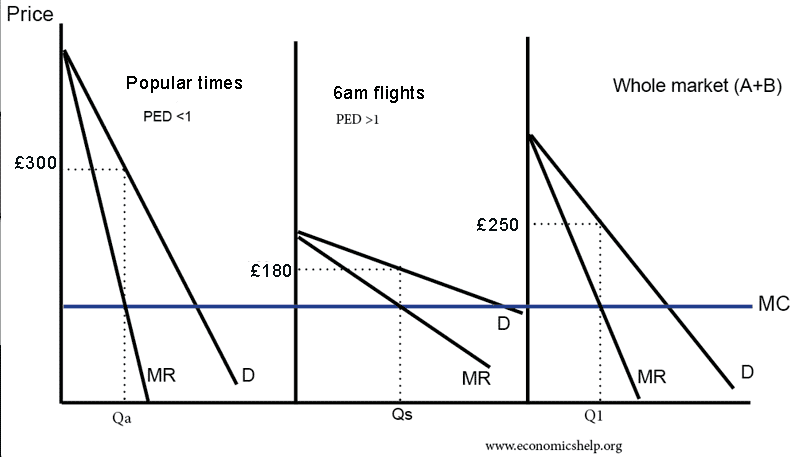 Price
Popular times
PED <1
6am flights
PED >1
Whole market (A+B)
£300
£250
£180
MC
D
MR
D
MR
MR
D
Qa
Qs
Q1
www.economicshelp.org